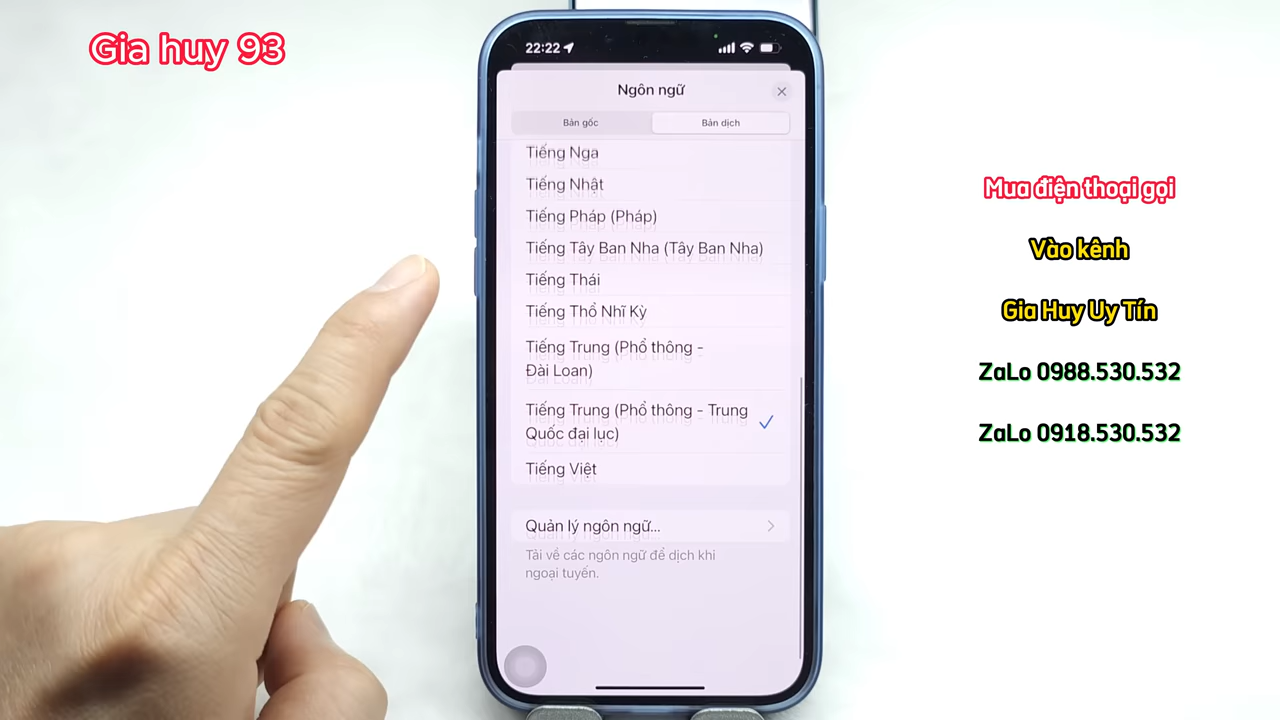 Gia huy 93
22:22
Ngôn ngữ
Bản gốc
Bản dịch
Tiếng Nga
Tiếng Nhật
Tiếng Pháp (Pháp)
Tiếng Tây Ban Nha (Tây Ban Nha)
Tiếng Thái
Tiếng Thổ Nhĩ Kỳ
Tiếng Trung (Phổ thông -
Đài Loan)
Tiếng Trung (Phổ thông - Trung
Quốc đại lục)
Tiếng Việt
Quản lý ngôn ngữ...
Tải về các ngôn ngữ để dịch khi
ngoại tuyến.
Mua điện thoại gọi
Vào kênh
Gia Huy Uy Tín
ZaLo 0988.530.532
ZaLo 0918.530.532